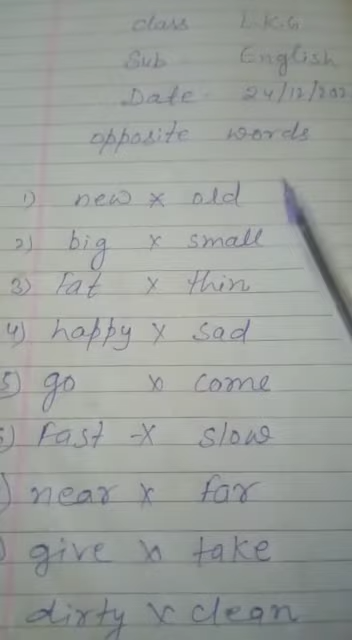 Class L.K.G
Sub English
Date. 24/12/202
opposite words
1) new x old
2) big x small
3) Fat x thin
4) happy x sad
5) go x come
6) Fast -x slow
) near x far
) give x take
dirty x clean